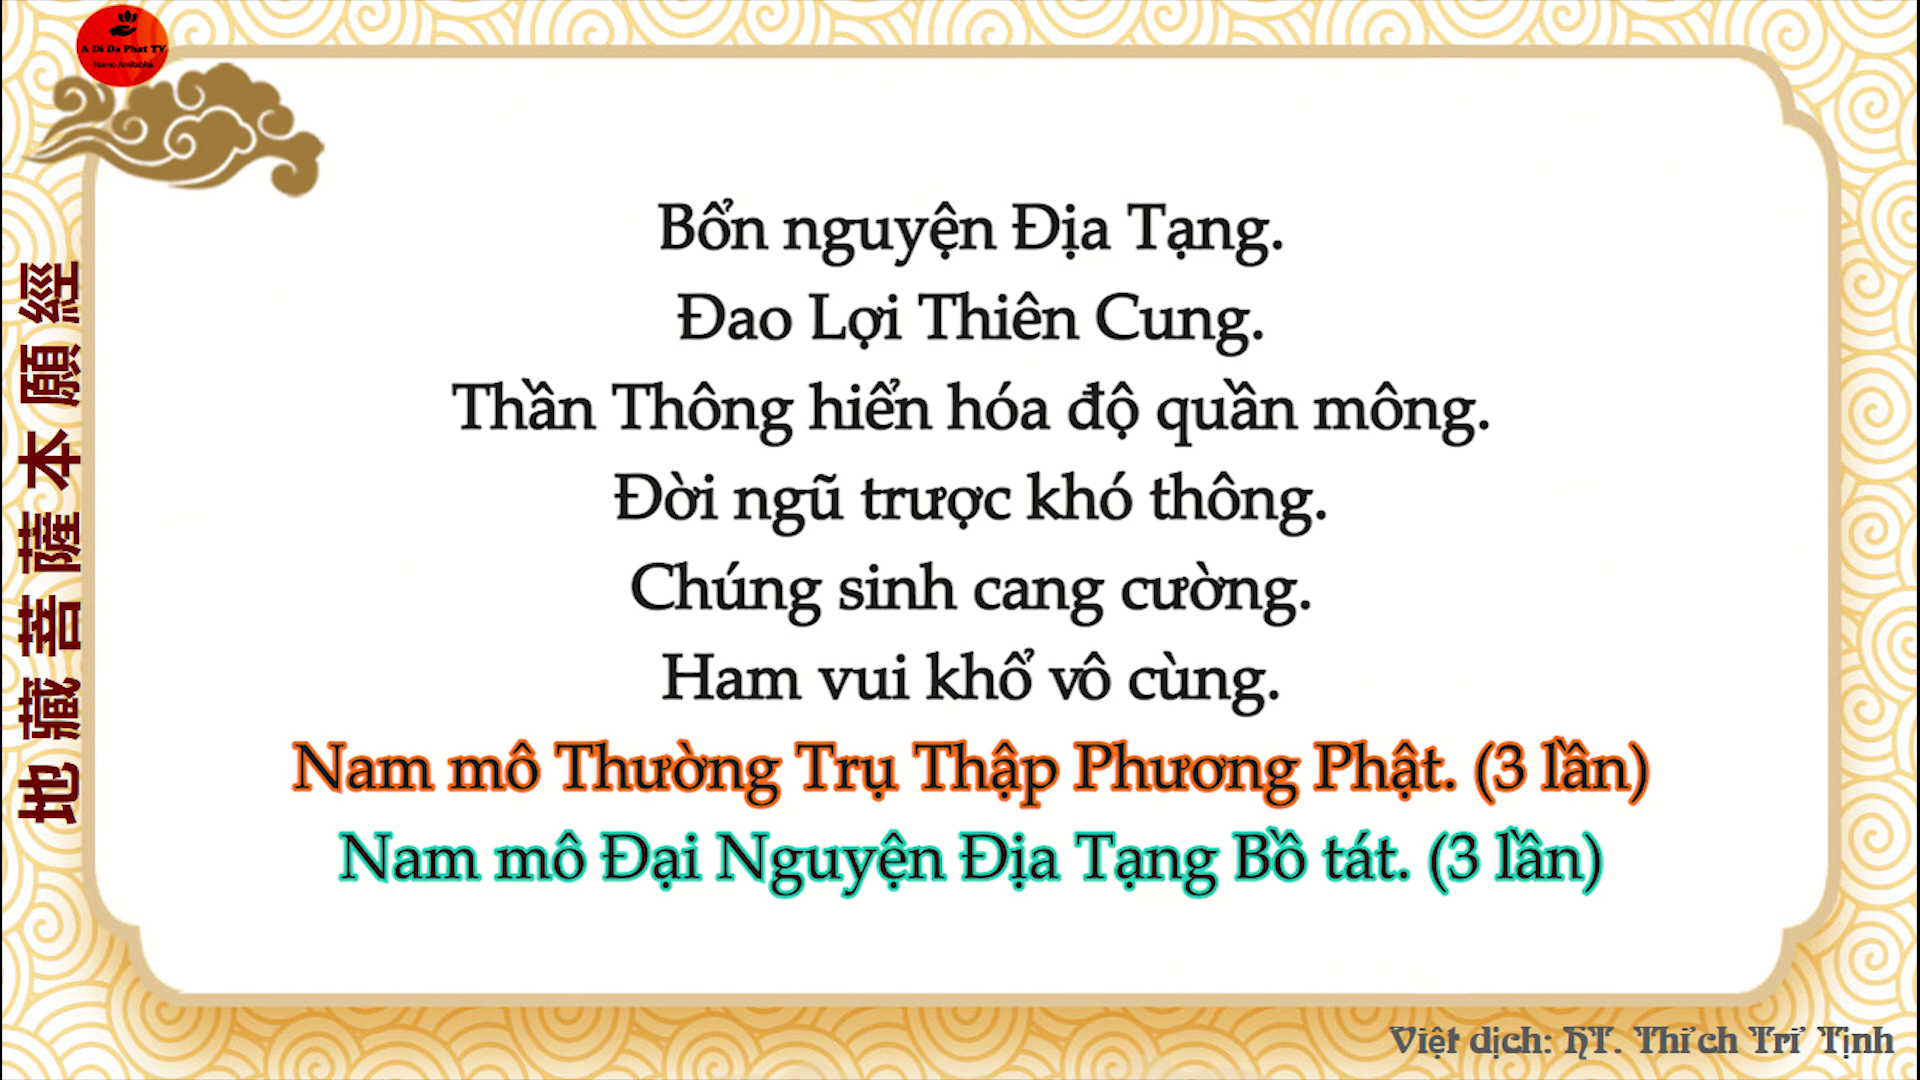 A Di Da Phat TV
Namo Amitabha
地藏菩薩本願經
Bổn nguyện Địa Tạng.
Đao Lợi Thiên Cung.
Thần Thông hiển hóa độ quần mông.
Đời ngũ trược khó thông.
Chúng sinh cang cường.
Ham vui khổ vô cùng.
Nam mô Thường Trụ Thập Phương Phật. (3 lần)
Nam mô Đại Nguyện Địa Tạng Bồ tát. (3 lần)
Việt dịch: HT. Thích Trí Tịnh